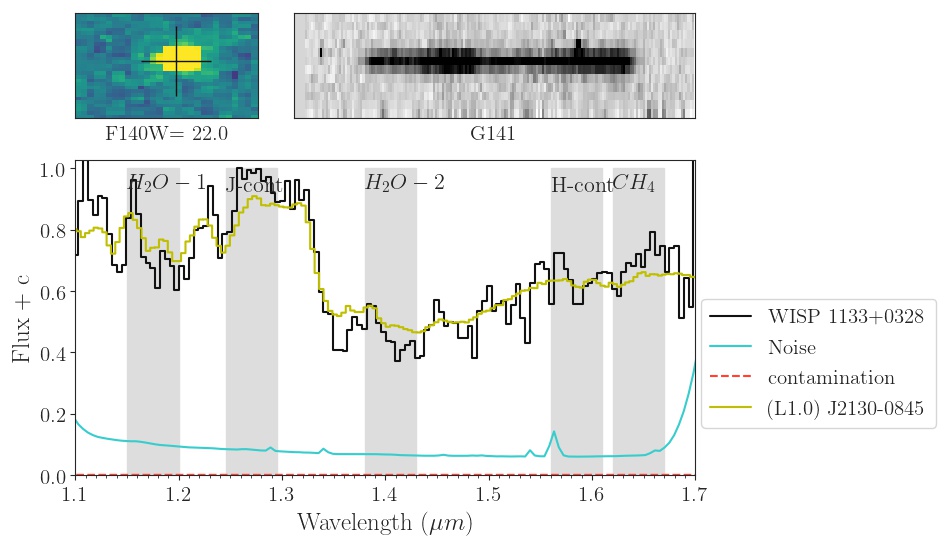 F140W= 22.0
G141
H₂O − 1
J-cont
H₂O − 2
H-cont
CH₄
1.0
0.8
0.6
0.4
0.2
0.0
Flux + c
1.1 1.2 1.3 1.4 1.5 1.6 1.7
Wavelength (μm)
WISP 1133+0328
Noise
contamination
(L1.0) J2130-0845